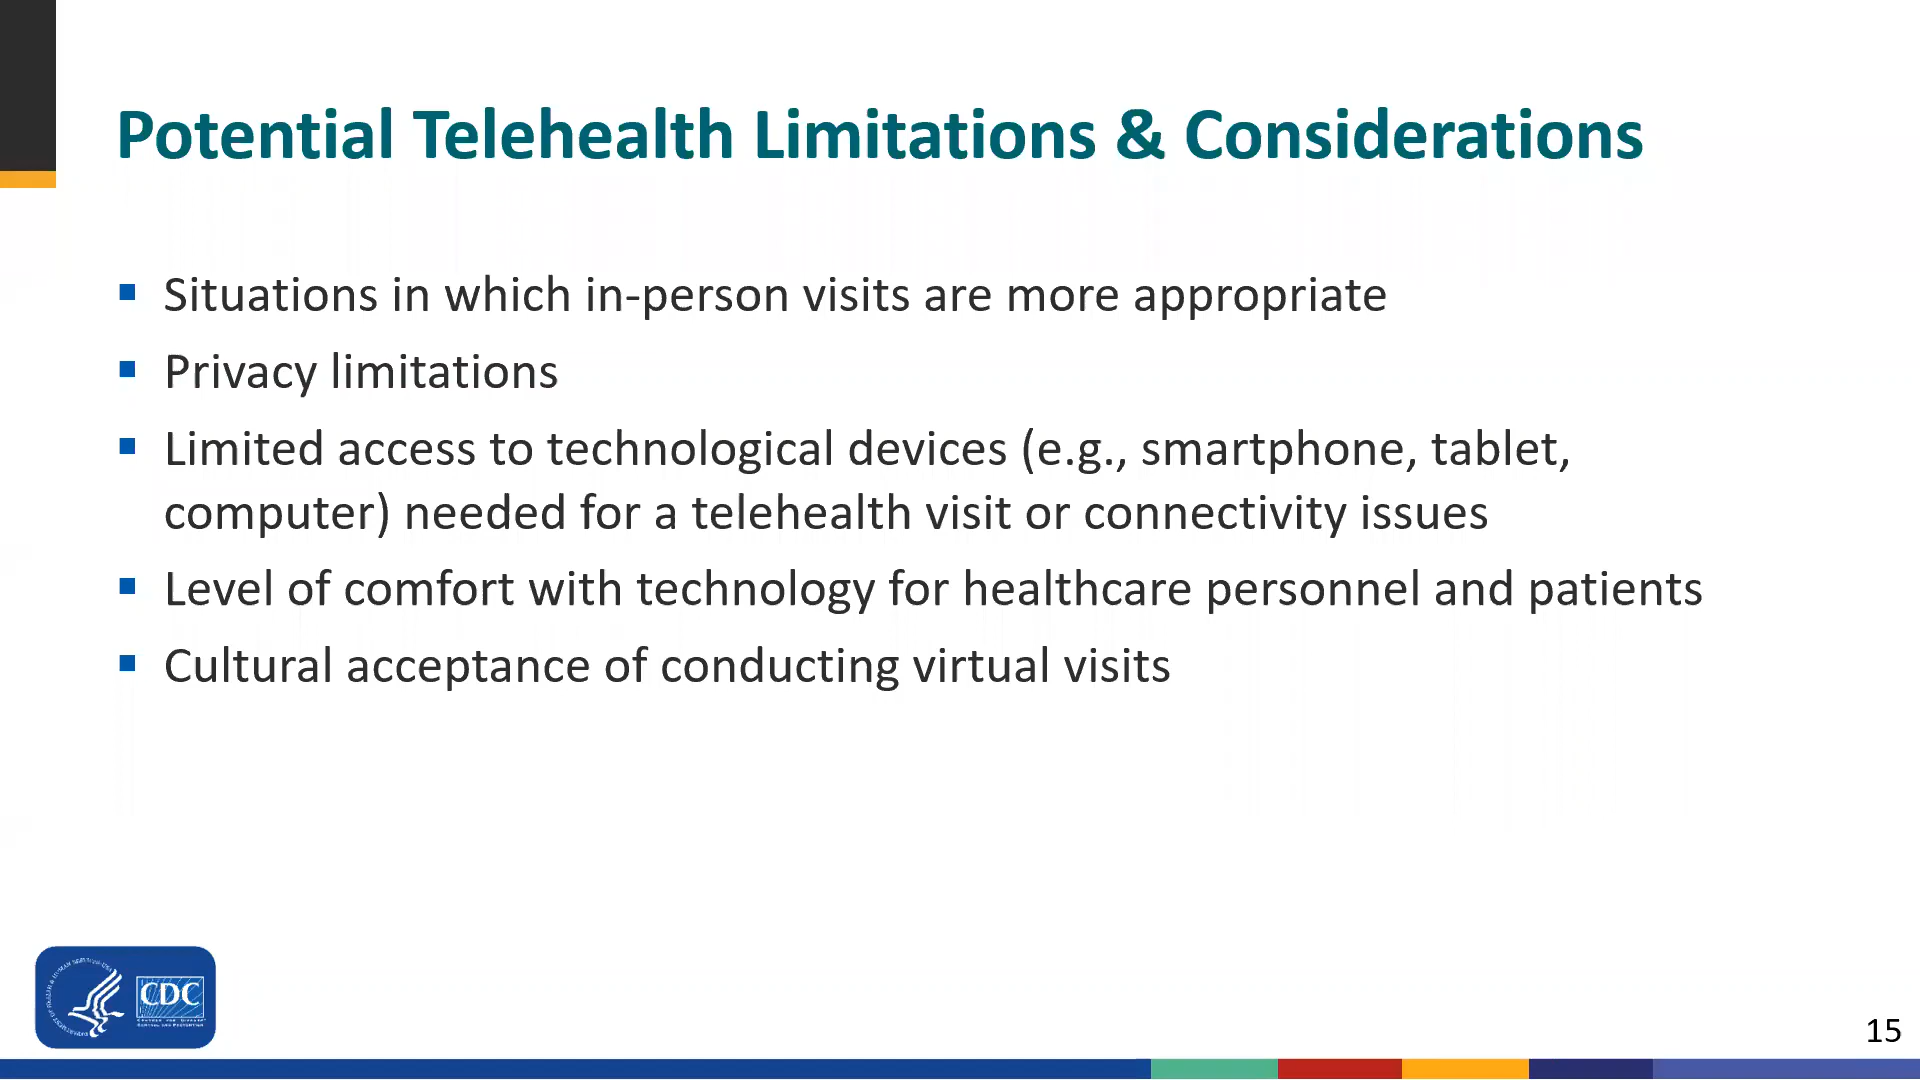 Potential Telehealth Limitations & Considerations
▪ Situations in which in-person visits are more appropriate
▪ Privacy limitations
▪ Limited access to technological devices (e.g., smartphone, tablet,
computer) needed for a telehealth visit or connectivity issues
▪ Level of comfort with technology for healthcare personnel and patients
▪ Cultural acceptance of conducting virtual visits
CDC
15